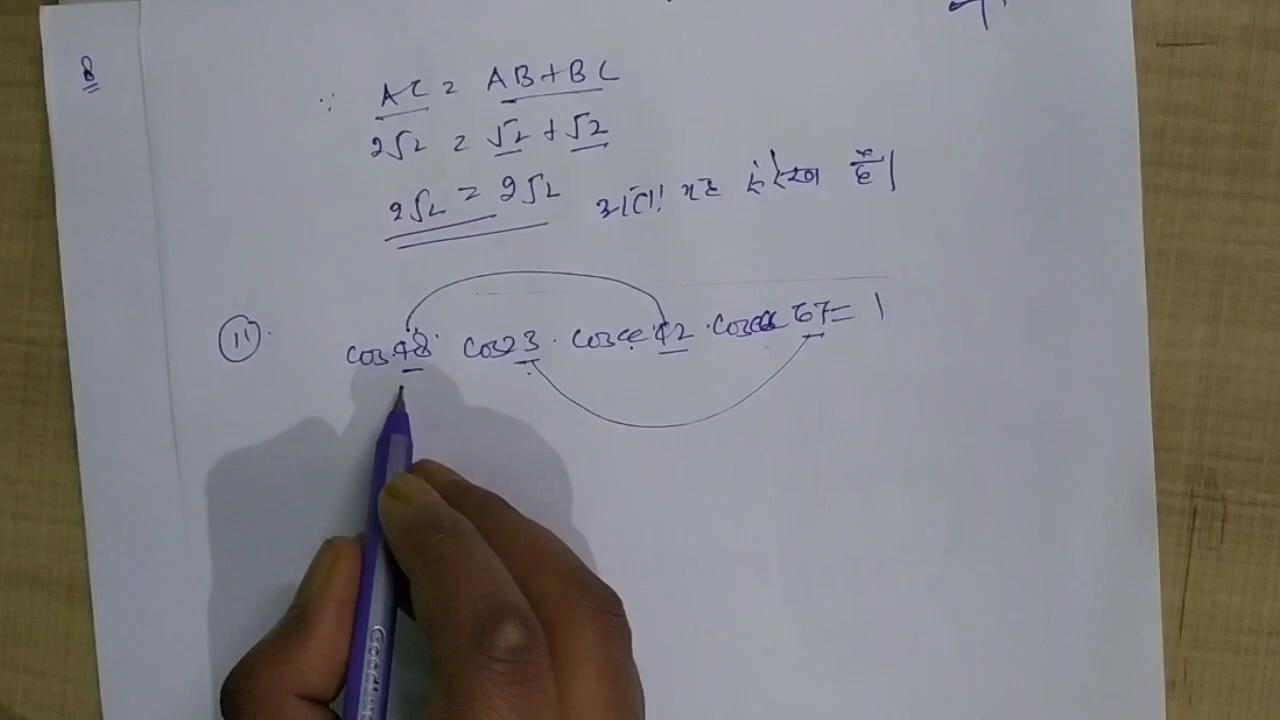 8
∵ AC = AB + BC
2√2 = √2 + √2
2√2 = 2√2 अतः यह संरेख है।
11 cos 48 cos 23 . cosec 42 . cosec 67 = 1